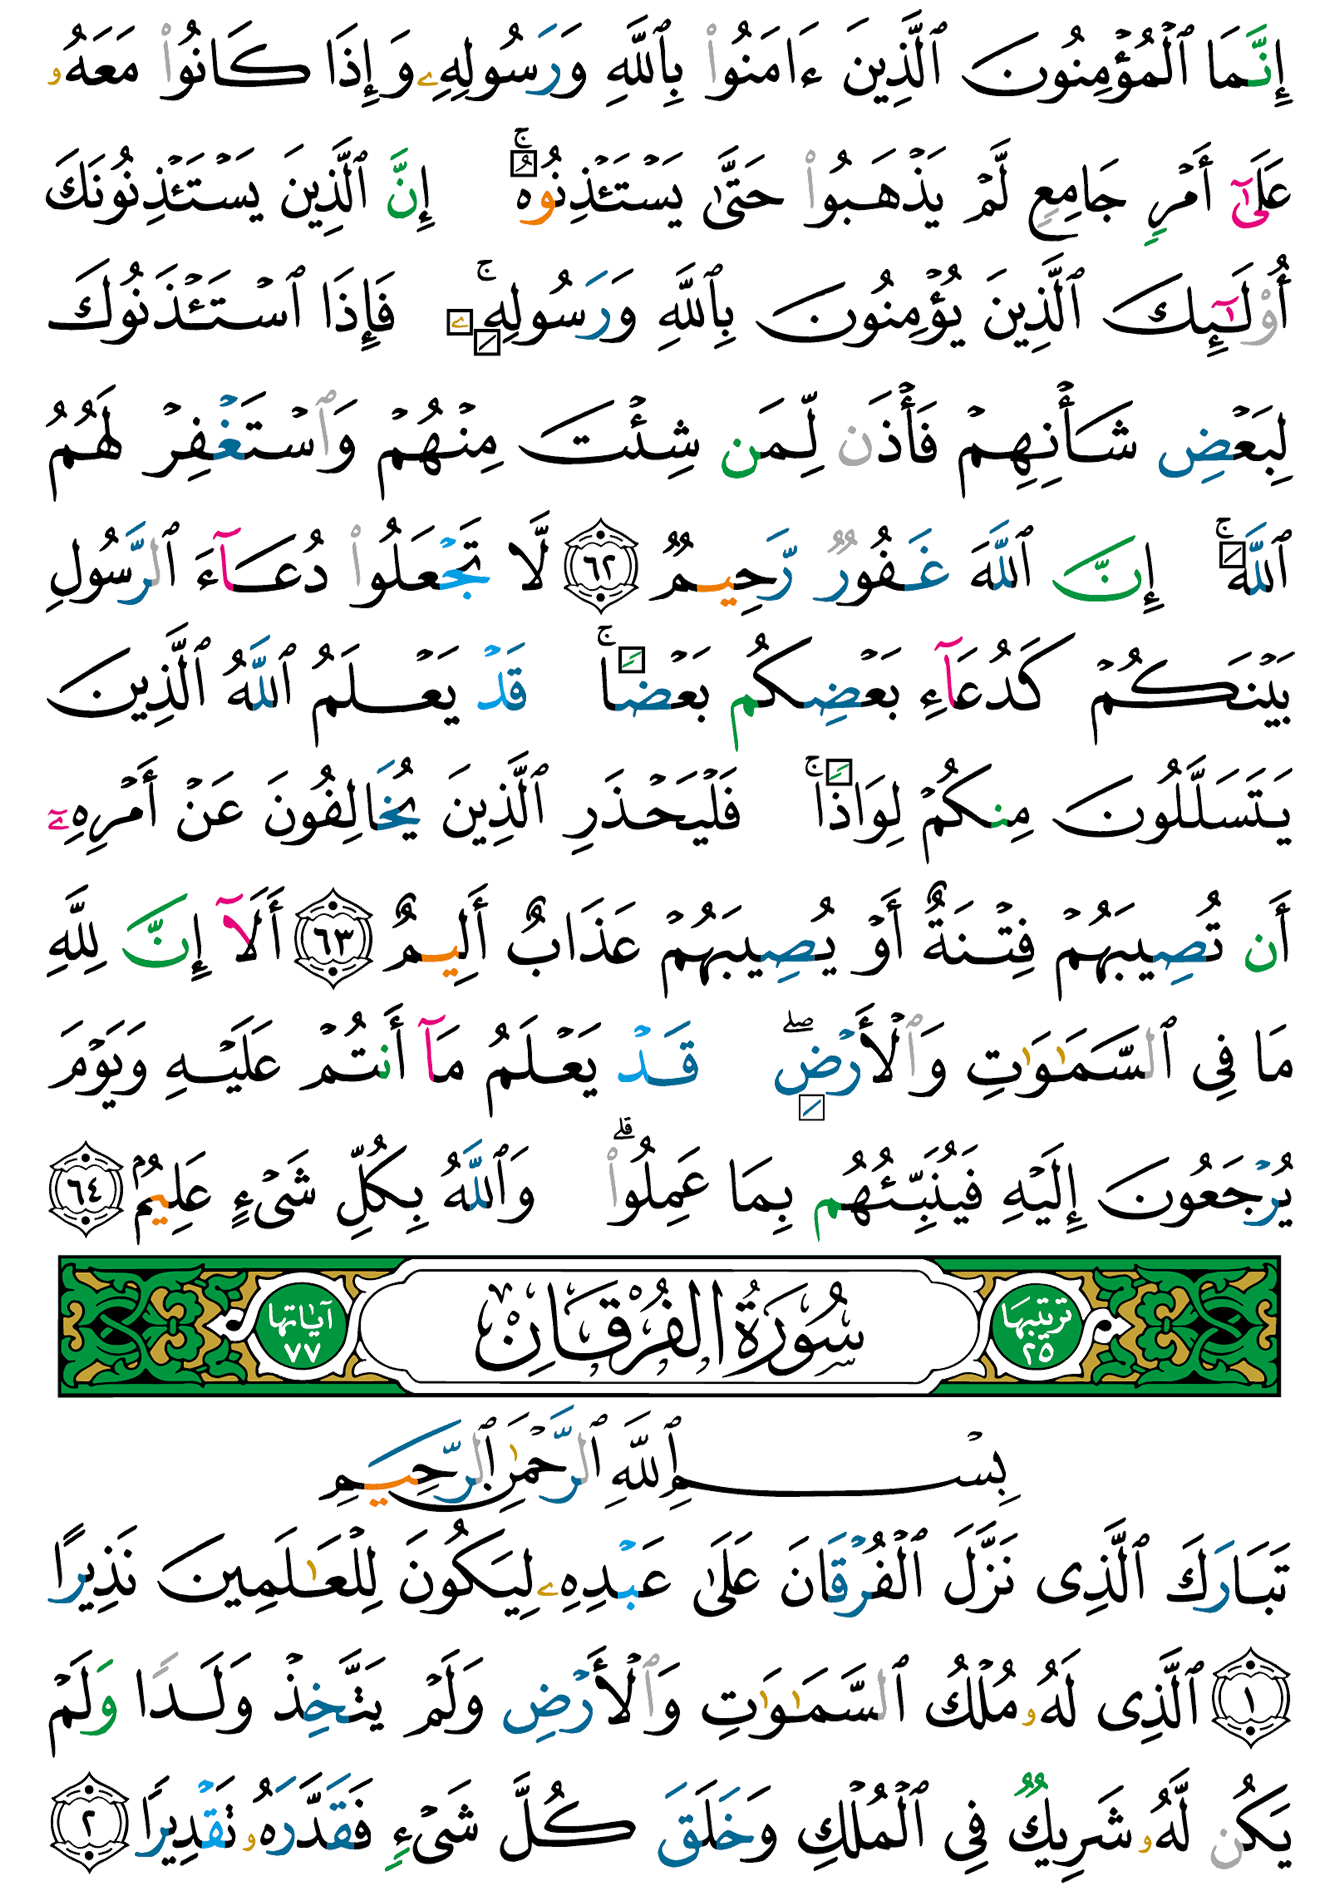 إِنَّمَا ٱلْمُؤْمِنُونَ ٱلَّذِينَ ءَامَنُوا۟ بِٱللَّهِ وَرَسُولِهِۦ وَإِذَا كَانُوا۟ مَعَهُۥ
عَلَىٰٓ أَمْرٍ جَامِعٍ لَّمْ يَذْهَبُوا۟ حَتَّىٰ يَسْتَـْٔذِنُوهُ ۚ إِنَّ ٱلَّذِينَ يَسْتَـْٔذِنُونَكَ
أُو۟لَـٰٓئِكَ ٱلَّذِينَ يُؤْمِنُونَ بِٱللَّهِ وَرَسُولِهِۦ ۚ فَإِذَا ٱسْتَـْٔذَنُوكَ
لِبَعْضِ شَأْنِهِمْ فَأْذَن لِّمَن شِئْتَ مِنْهُمْ وَٱسْتَغْفِرْ لَهُمُ
ٱللَّهَ ۚ إِنَّ ٱللَّهَ غَفُورٌ رَّحِيمٌ ٦٢ لَّا تَجْعَلُوا۟ دُعَآءَ ٱلرَّسُولِ
بَيْنَكُمْ كَدُعَآءِ بَعْضِكُم بَعْضًا ۚ قَدْ يَعْلَمُ ٱللَّهُ ٱلَّذِينَ
يَتَسَلَّلُونَ مِنكُمْ لِوَاذًا ۚ فَلْيَحْذَرِ ٱلَّذِينَ يُخَالِفُونَ عَنْ أَمْرِهِۦٓ
أَن تُصِيبَهُمْ فِتْنَةٌ أَوْ يُصِيبَهُمْ عَذَابٌ أَلِيمٌ ٦٣ أَلَآ إِنَّ لِلَّهِ
مَا فِى ٱلسَّمَـٰوَٰتِ وَٱلْأَرْضِ ۖ قَدْ يَعْلَمُ مَآ أَنتُمْ عَلَيْهِ وَيَوْمَ
يُرْجَعُونَ إِلَيْهِ فَيُنَبِّئُهُم بِمَا عَمِلُوا۟ ۗ وَٱللَّهُ بِكُلِّ شَىْءٍ عَلِيمٌۢ ٦٤
ترتيبها ٢٥ سُورَةُ الفُرْقَانِ آياتها ٧٧
بِسْمِ ٱللَّهِ ٱلرَّحْمَـٰنِ ٱلرَّحِيمِ
تَبَارَكَ ٱلَّذِى نَزَّلَ ٱلْفُرْقَانَ عَلَىٰ عَبْدِهِۦ لِيَكُونَ لِلْعَـٰلَمِينَ نَذِيرًا
١ ٱلَّذِى لَهُۥ مُلْكُ ٱلسَّمَـٰوَٰتِ وَٱلْأَرْضِ وَلَمْ يَتَّخِذْ وَلَدًا وَلَمْ
يَكُن لَّهُۥ شَرِيكٌ فِى ٱلْمُلْكِ وَخَلَقَ كُلَّ شَىْءٍ فَقَدَّرَهُۥ تَقْدِيرًا ٢